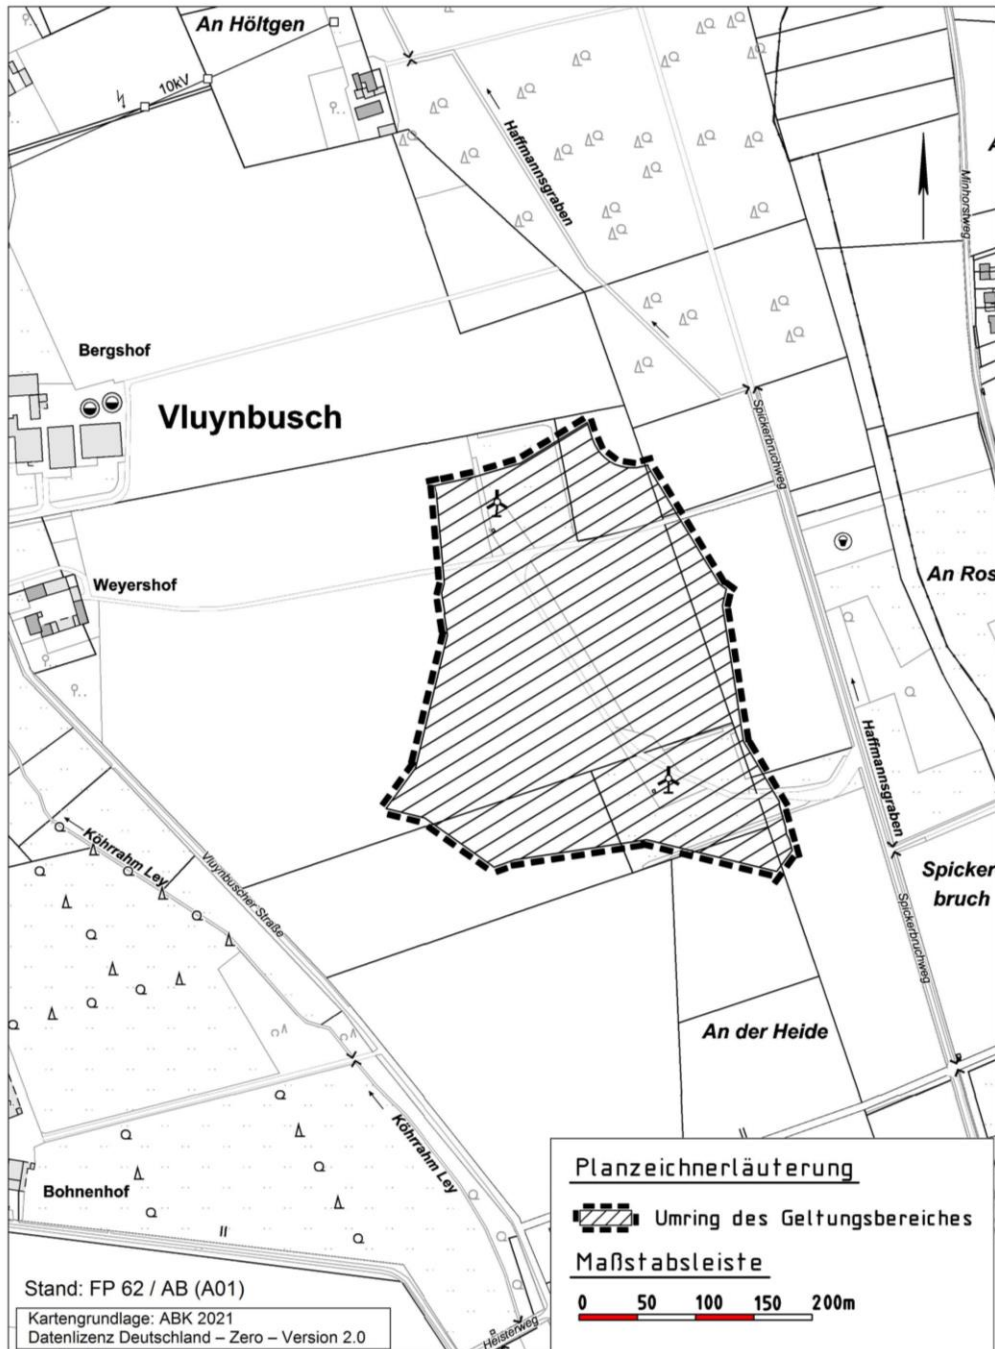 An Höltgen
10kV
Haffmannsgraben
Minhorstweg
Bergshof
Vluynbusch
Spickerbruchweg
Weyershof
An Ros
Haffmannsgraben
Köhrrahm Ley
Vluynbuscher Straße
Spicker
bruch
Spickerbruchweg
An der Heide
Köhrrahm Ley
Bohnenhof
Heisterweg
Planzeichnerläuterung
Umring des Geltungsbereiches
Maßstabsleiste
0 50 100 150 200m
Stand: FP 62 / AB (A01)
Kartengrundlage: ABK 2021
Datenlizenz Deutschland – Zero – Version 2.0